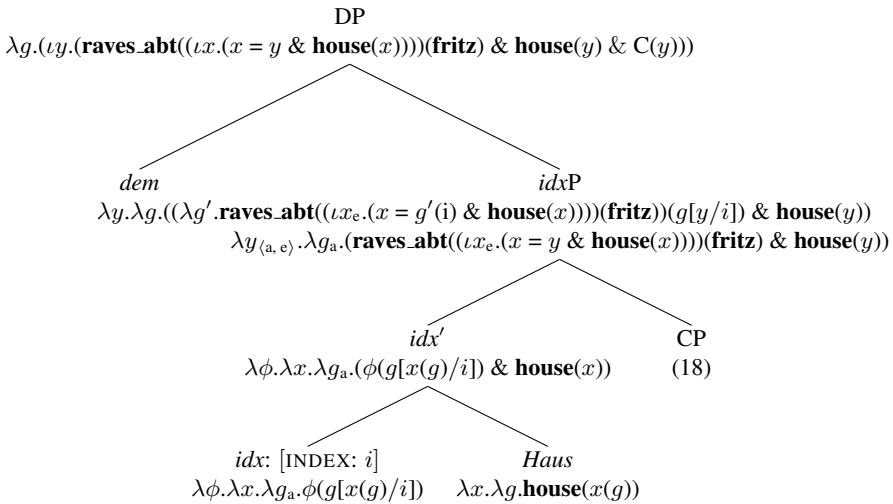 DP
λg.(ιy.(raves_abt((ιx.(x = y & house(x))))(fritz) & house(y) & C(y)))
dem idxP
λy.λg.((λg′.raves_abt((ιxₑ.(x = g′(i) & house(x))))(fritz))(g[y/i]) & house(y))
λy⟨a, e⟩.λgₐ.(raves_abt((ιxₑ.(x = y & house(x))))(fritz) & house(y))
idx′ CP
λϕ.λx.λgₐ.(ϕ(g[x(g)/i]) & house(x)) (18)
idx: [INDEX: i] Haus
λϕ.λx.λgₐ.ϕ(g[x(g)/i]) λx.λg.house(x(g))